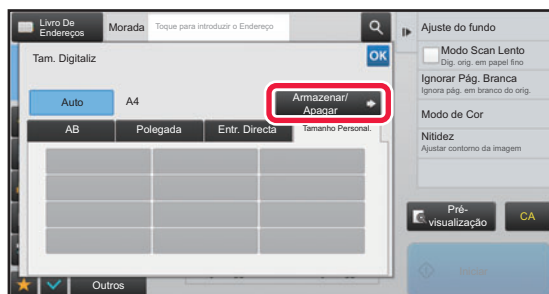 Livro De
Endereços
Morada
Toque para introduzir o Endereço
Tam. Digitaliz
OK
Auto
A4
Armazenar/
Apagar
AB
Polegada
Entr. Directa
Tamanho Personal.
Outros
Ajuste do fundo
Modo Scan Lento
Dig. orig. em papel fino
Ignorar Pág. Branca
Ignora pág. em branco do orig.
Modo de Cor
Nitidez
Ajustar contorno da imagem
Pré-
visualização
CA